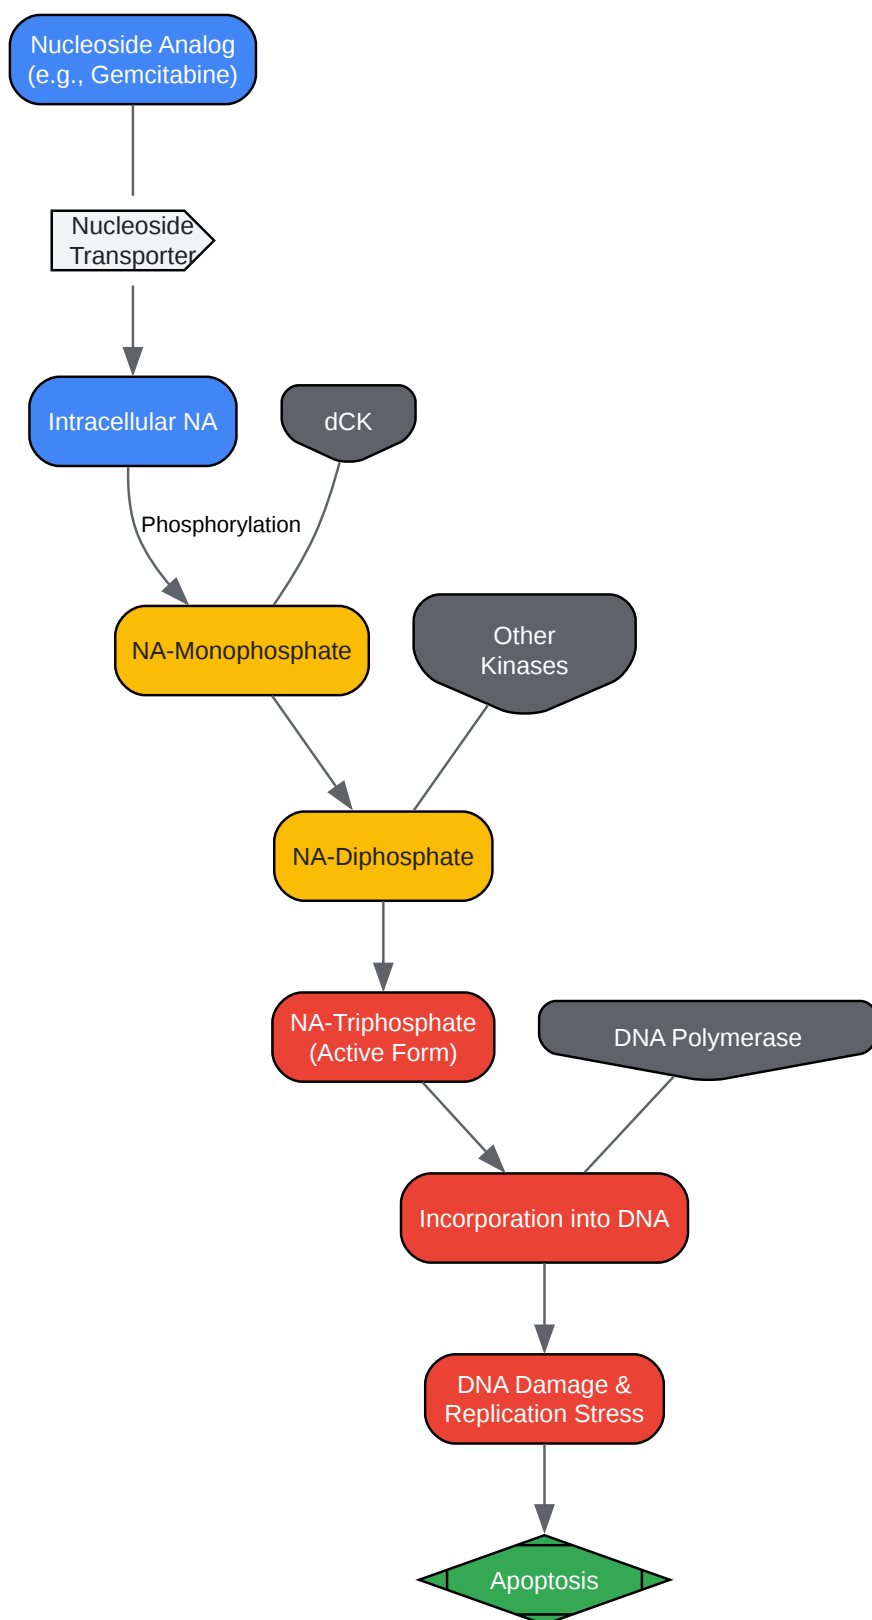 Nucleoside Analog
(e.g., Gemcitabine)
Nucleoside
Transporter
Intracellular NA
dCK
Phosphorylation
NA-Monophosphate
Other
Kinases
NA-Diphosphate
NA-Triphosphate
(Active Form)
DNA Polymerase
Incorporation into DNA
DNA Damage &
Replication Stress
Apoptosis